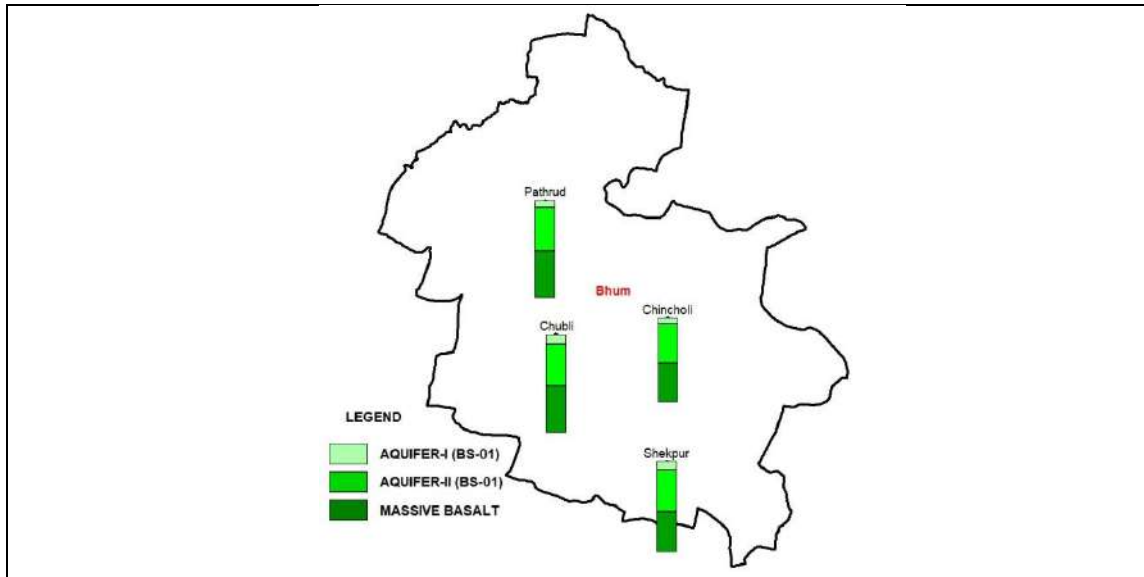 Pathrud
Bhum
Chincholi
Chubli
LEGEND
AQUIFER-I (BS-01)
AQUIFER-II (BS-01)
MASSIVE BASALT
Shekpur